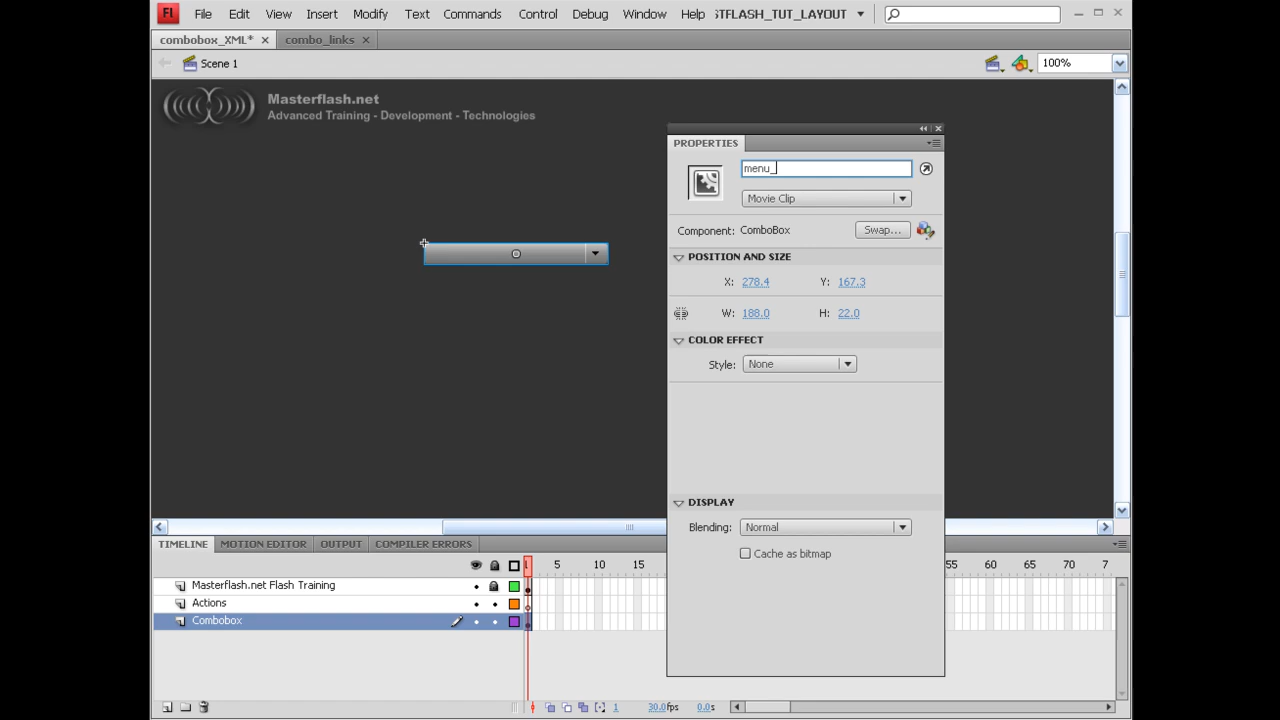 Fl File Edit View Insert Modify Text Commands Control Debug Window Help STFLASH_TUT_LAYOUT
combobox_XML* combo_links
Scene 1 100%
Masterflash.net
Advanced Training - Development - Technologies
PROPERTIES
menu_
Movie Clip
Component: ComboBox Swap...
POSITION AND SIZE
X: 278.4 Y: 167.3
W: 188.0 H: 22.0
COLOR EFFECT
Style: None
DISPLAY
Blending: Normal
Cache as bitmap
TIMELINE MOTION EDITOR OUTPUT COMPILER ERRORS
1 5 10 15 55 60 65 70 7
Masterflash.net Flash Training
Actions
Combobox
1 30.0fps 0.0s